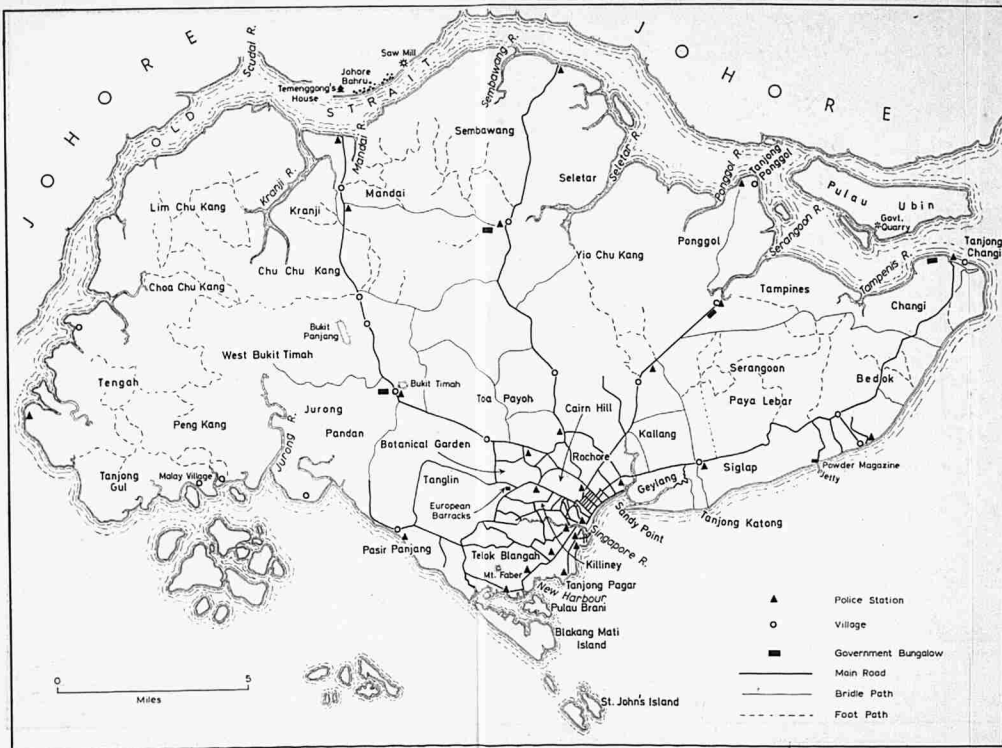 J O H O R E
J O H O R E
Scudai R.
Saw Mill
Johore
Bahru
Temenggong's
House
OLD STRAIT
Sembawang R.
Mandai R.
Sembawang
Seletar R.
Seletar
Ponggol R.
Tanjong
Ponggol
Pulau Ubin
Govt.
Quarry
Serangoon R.
Tanjong
Changi
Tampenis R.
Kranji R.
Lim Chu Kang
Kranji
Mandai
Ponggol
Yia Chu Kang
Chu Chu Kang
Choa Chu Kang
Tampines
Changi
Bukit
Panjang
West Bukit Timah
Bukit Timah
Tengah
Serangoon
Bedok
Toa Payoh
Cairn Hill
Paya Lebar
Jurong
Peng Kang
Pandan
Jurong R.
Botanical Garden
Rochore
Kallang
Tanglin
Siglap
Powder Magazine
Jetty
Geylang
Tanjong
Gul
Malay Village
European
Barracks
Sandy Point
Tanjong Katong
Singapore R.
Pasir Panjang
Telok Blangah
Killiney
Mt. Faber
Tanjong Pagar
New Harbour
Pulau Brani
Blakang Mati
Island
St. John's Island
0 5
Miles
Police Station
Village
Government Bungalow
Main Road
Bridle Path
Foot Path